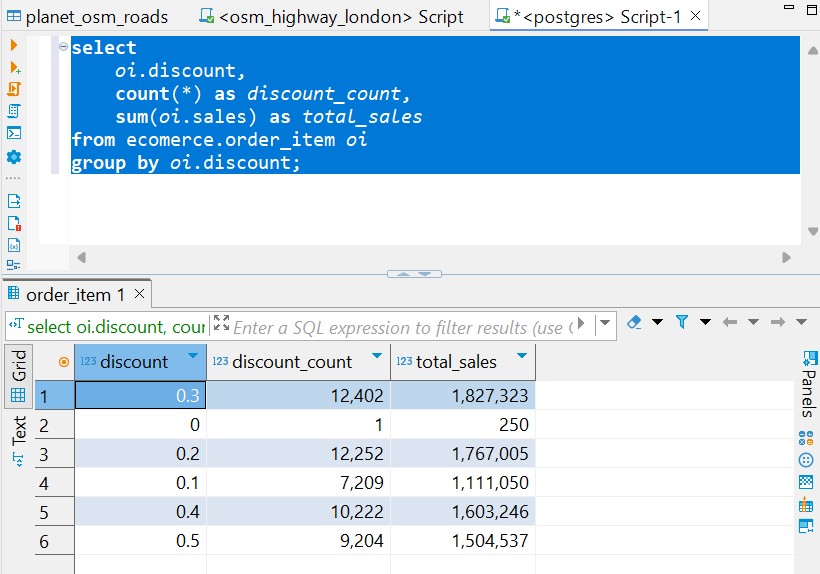 planet_osm_roads <osm_highway_london> Script *<postgres> Script-1
select
oi.discount,
count(*) as discount_count,
sum(oi.sales) as total_sales
from ecomerce.order_item oi
group by oi.discount;
order_item 1
select oi.discount, cour Enter a SQL expression to filter results (use C
Grid
Text
Panels
123 discount 123 discount_count 123 total_sales
1 0.3 12,402 1,827,323
2 0 1 250
3 0.2 12,252 1,767,005
4 0.1 7,209 1,111,050
5 0.4 10,222 1,603,246
6 0.5 9,204 1,504,537